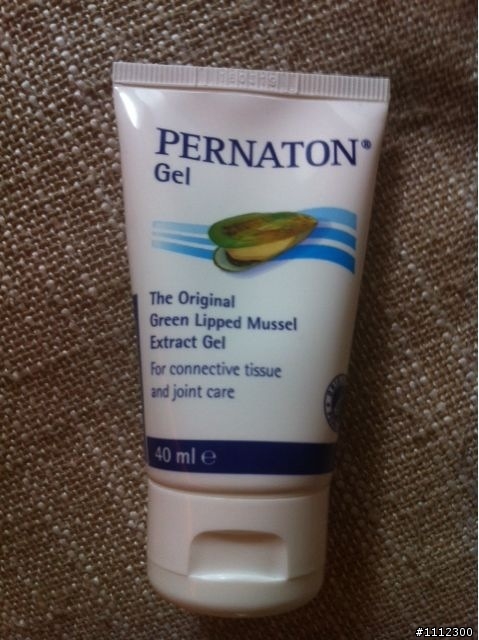 PERNATON®
Gel
The Original
Green Lipped Mussel
Extract Gel
For connective tissue
and joint care
40 ml ℮
#1112300